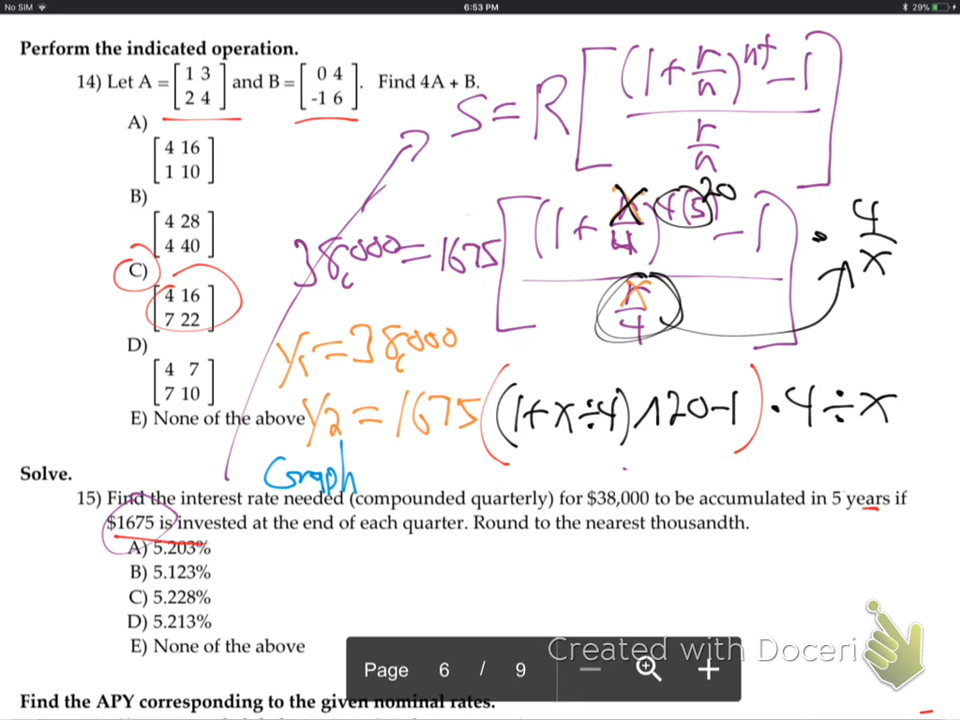 No SIM 6:53 PM 29%
Perform the indicated operation.
14) Let A = [1 3 2 4] and B = [0 4 -1 6]. Find 4A + B.
S = R [ (1 + r/n)^nt - 1 / r/n ]
A)
4 16
1 10
B)
4 28
4 40
38,000 = 1675 [ (1 + x/4)^4(5) 20 - 1 / x/4 ] · 4/x
C)
4 16
7 22
D)
4 7
7 10
Y1 = 38,000
E) None of the above
Y2 = 1675((1+x÷4)^20-1)·4÷x
Graph
Solve.
15) Find the interest rate needed (compounded quarterly) for $38,000 to be accumulated in 5 years if
$1675 is invested at the end of each quarter. Round to the nearest thousandth.
A) 5.203%
B) 5.123%
C) 5.228%
D) 5.213%
E) None of the above
Created with Doceri
Page 6 / 9
Find the APY corresponding to the given nominal rates.